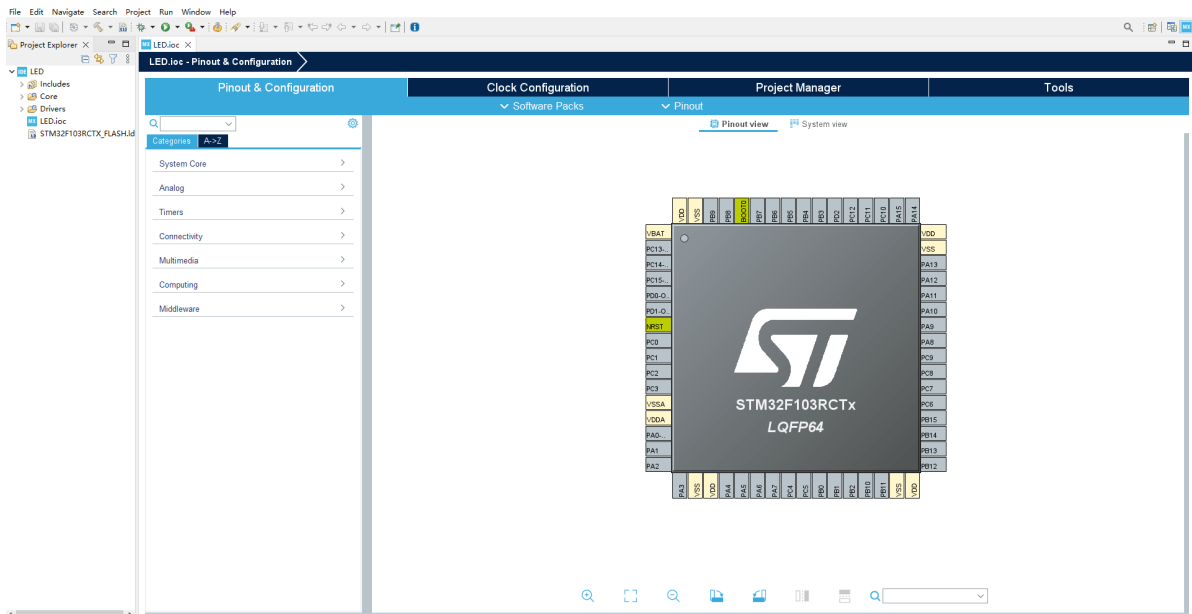 File Edit Navigate Search Project Run Window Help
Project Explorer
LED.ioc
LED.ioc - Pinout & Configuration
LED
Includes
Core
Drivers
LED.ioc
STM32F103RCTX_FLASH.ld
Pinout & Configuration
Clock Configuration
Project Manager
Tools
Software Packs
Pinout
Pinout view
System view
Categories
A->Z
System Core
Analog
Timers
Connectivity
Multimedia
Computing
Middleware
VDD VSS PB9 PB8 BOOT0 PB7 PB6 PB5 PB4 PB3 PD2 PC12 PC11 PC10 PA15 PA14
VBAT
PC13-..
PC14-..
PC15-..
PD0-O..
PD1-O..
NRST
PC0
PC1
PC2
PC3
VSSA
VDDA
PA0-..
PA1
PA2
VDD
VSS
PA13
PA12
PA11
PA10
PA9
PA8
PC9
PC8
PC7
PC6
PB15
PB14
PB13
PB12
STM32F103RCTx
LQFP64
PA3 VSS VDD PA4 PA5 PA6 PA7 PC4 PC5 PB0 PB1 PB2 PB10 PB11 VSS VDD